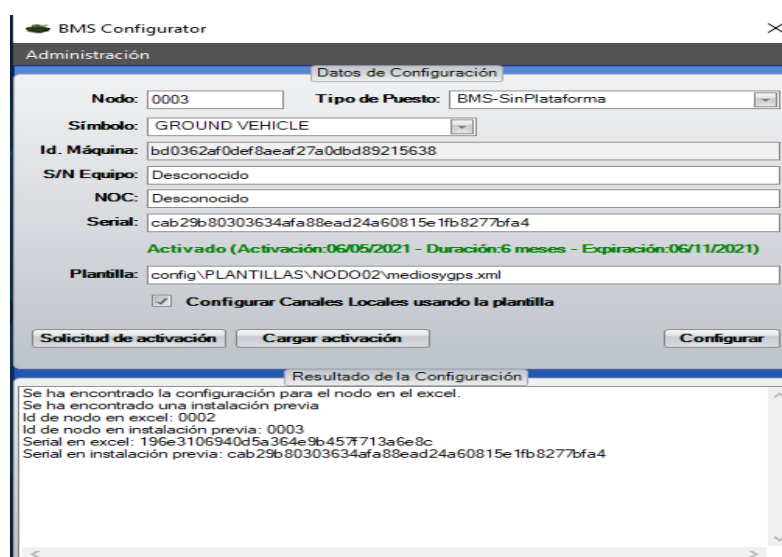 BMS Configurator
Administración
Datos de Configuración
Nodo: 0003 Tipo de Puesto: BMS-SinPlataforma
Símbolo: GROUND VEHICLE
Id. Máquina: bd0362af0def8aeaf27a0dbd89215638
S/N Equipo: Desconocido
NOC: Desconocido
Serial: cab29b80303634afa88ead24a60815e1fb8277bfa4
Activado (Activación:06/05/2021 - Duración:6 meses - Expiración:06/11/2021)
Plantilla: config\PLANTILLAS\NODO02\mediosygps.xml
Configurar Canales Locales usando la plantilla
Solicitud de activación Cargar activación Configurar
Resultado de la Configuración
Se ha encontrado la configuración para el nodo en el excel.
Se ha encontrado una instalación previa
Id de nodo en excel: 0002
Id de nodo en instalación previa: 0003
Serial en excel: 196e3106940d5a364e9b457f713a6e8c
Serial en instalación previa: cab29b80303634afa88ead24a60815e1fb8277bfa4